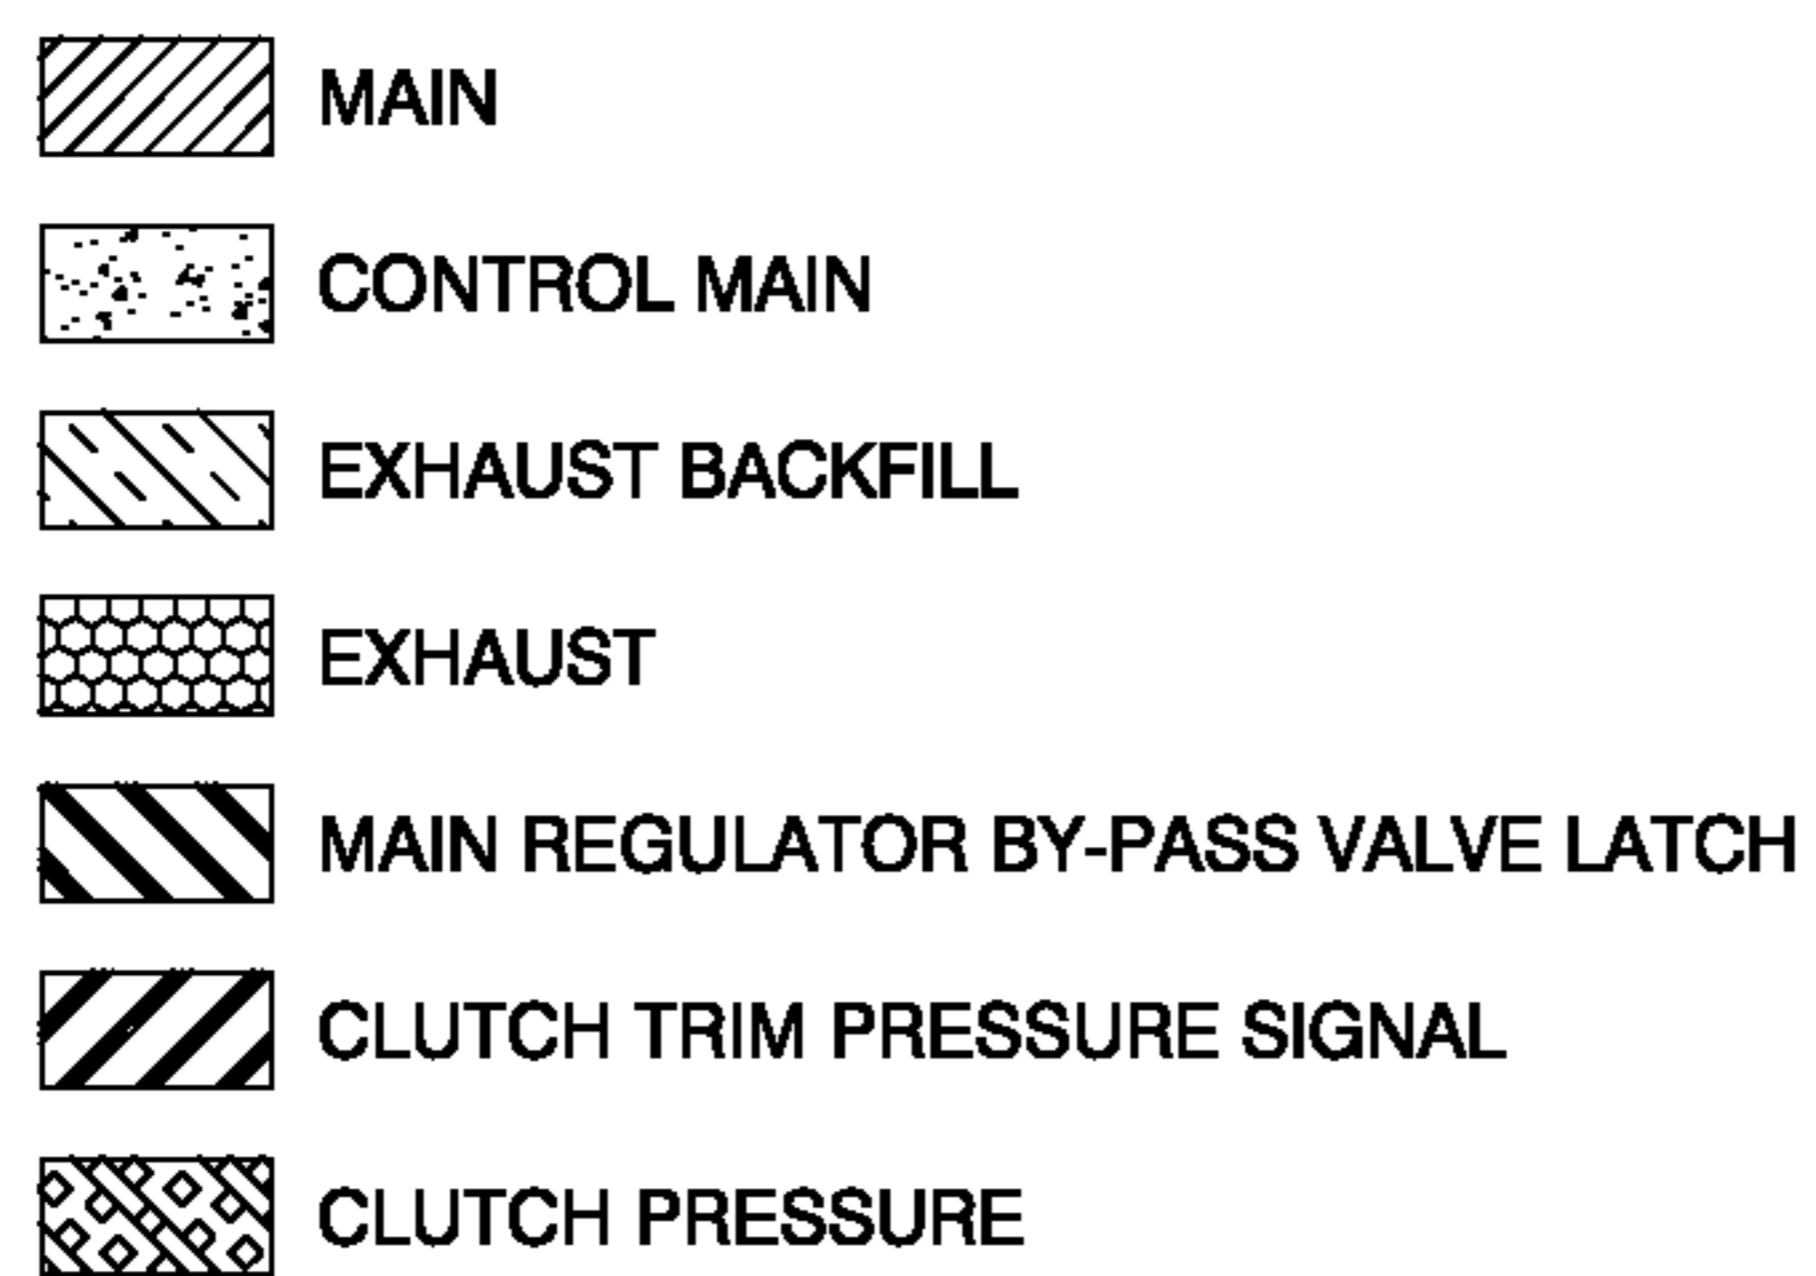 MAIN
CONTROL MAIN
EXHAUST BACKFILL
EXHAUST
MAIN REGULATOR BY-PASS VALVE LATCH
CLUTCH TRIM PRESSURE SIGNAL
CLUTCH PRESSURE